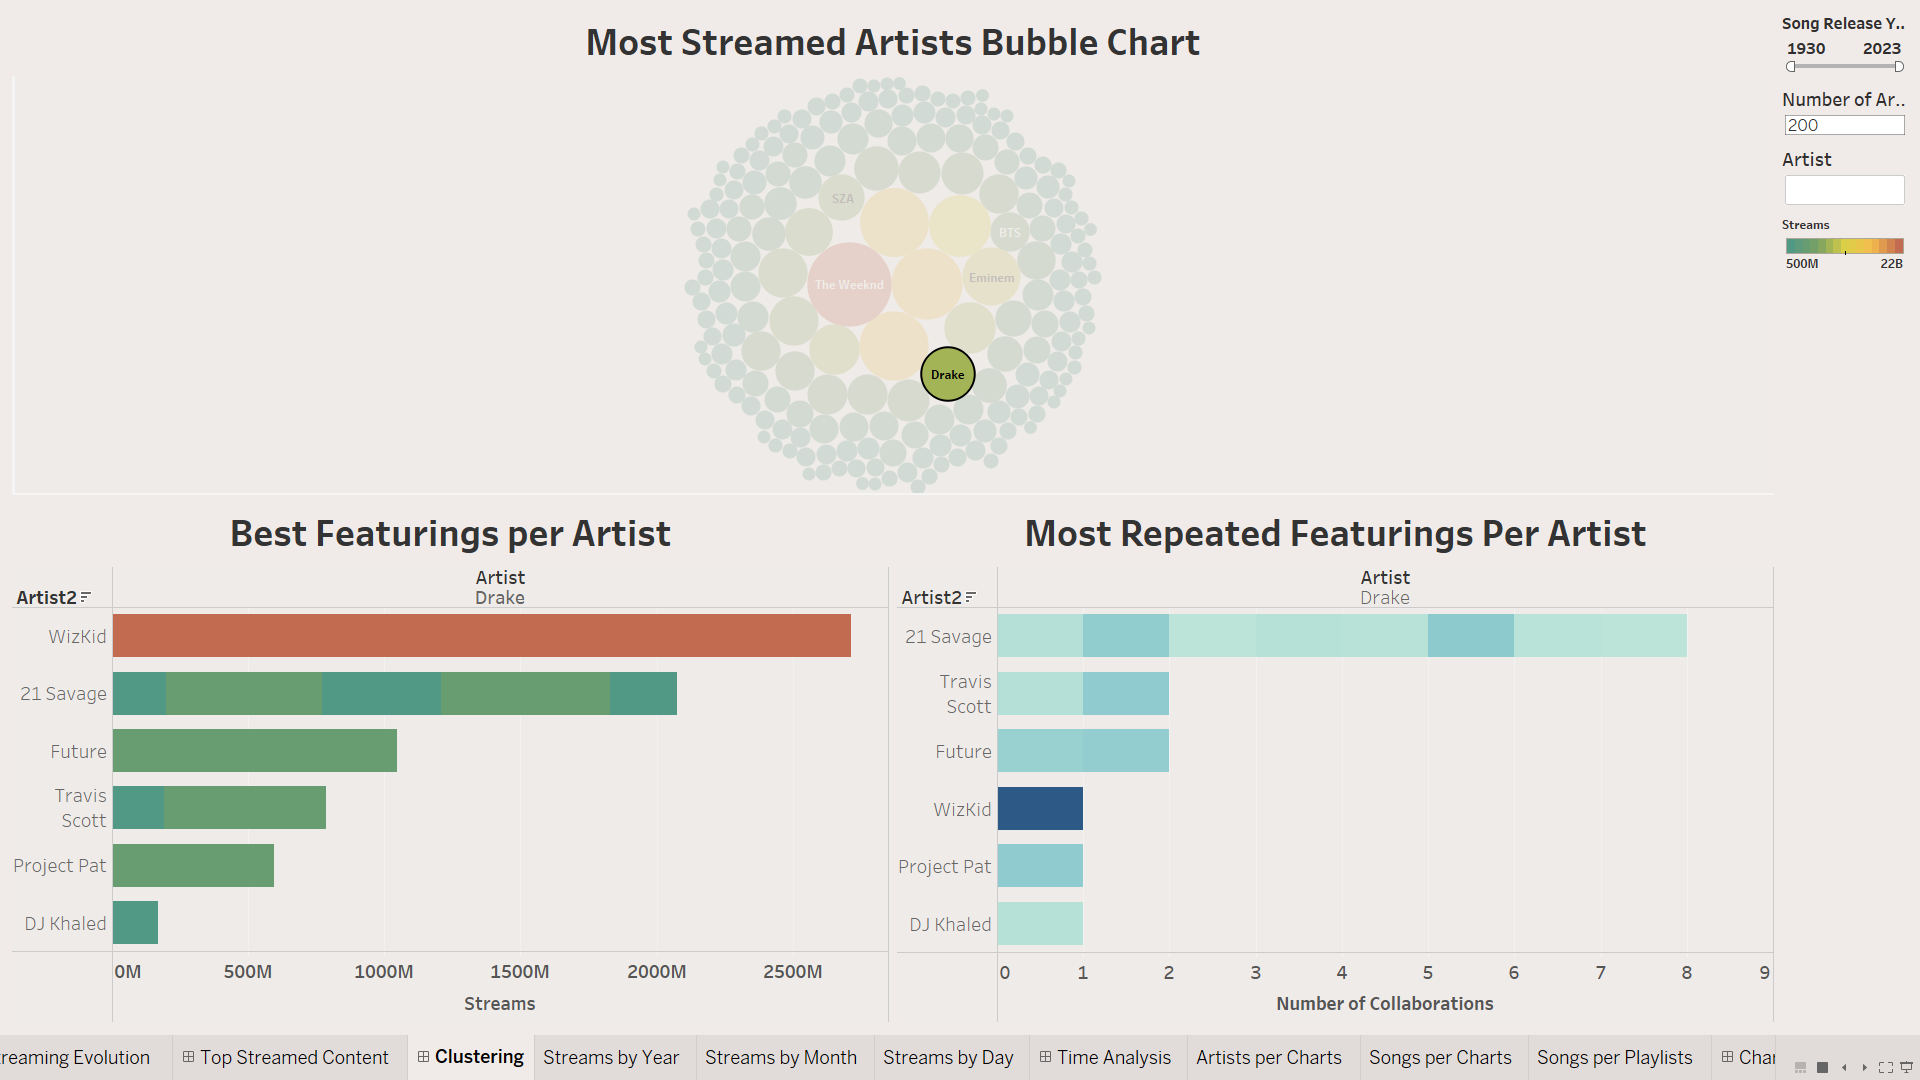 Most Streamed Artists Bubble Chart
Song Release Y..
1930 2023
Number of Ar..
200
Artist
Streams
500M 22B
SZA
BTS
The Weeknd
Eminem
Drake
Best Featurings per Artist
Artist
Artist2
Drake
WizKid
21 Savage
Future
Travis
Scott
Project Pat
DJ Khaled
0M 500M 1000M 1500M 2000M 2500M
Streams
Most Repeated Featurings Per Artist
Artist
Artist2
Drake
21 Savage
Travis
Scott
Future
WizKid
Project Pat
DJ Khaled
0 1 2 3 4 5 6 7 8 9
Number of Collaborations
reaming Evolution Top Streamed Content Clustering Streams by Year Streams by Month Streams by Day Time Analysis Artists per Charts Songs per Charts Songs per Playlists Char